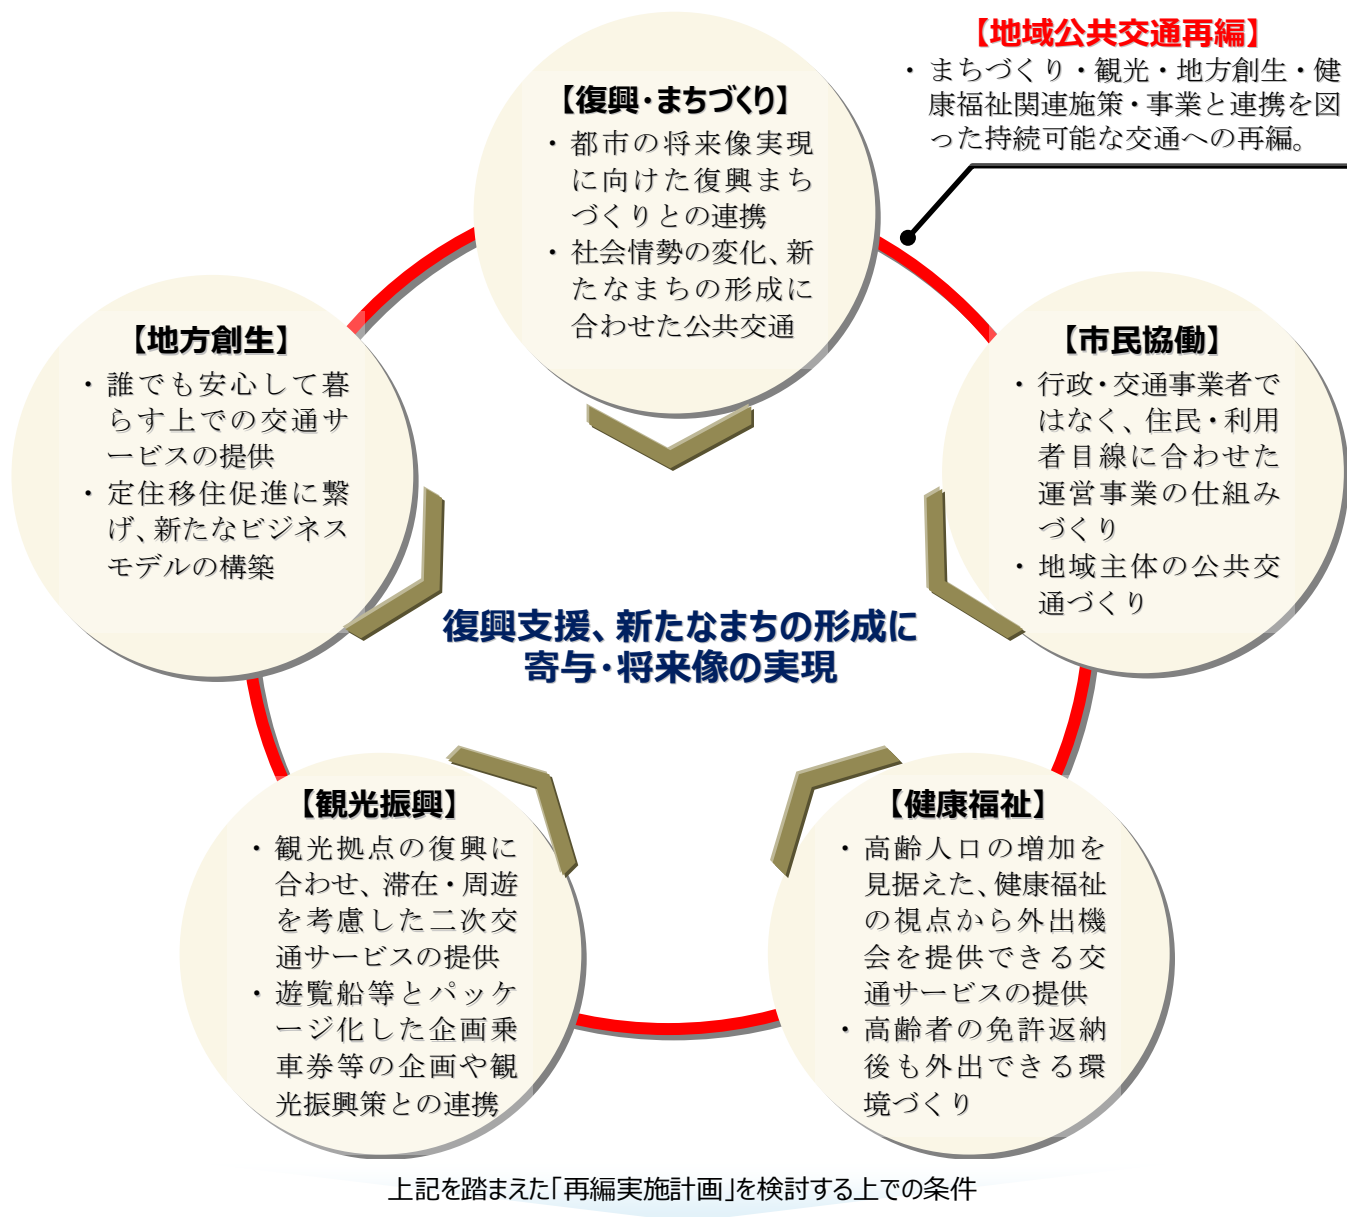 【地域公共交通再編】
・まちづくり・観光・地方創生・健
康福祉関連施策・事業と連携を図
った持続可能な交通への再編。
【復興・まちづくり】
・都市の将来像実現
に向けた復興まち
づくりとの連携
・社会情勢の変化、新
たなまちの形成に
合わせた公共交通
【地方創生】
・誰でも安心して暮
らす上での交通サ
ービスの提供
・定住移住促進に繋
げ、新たなビジネス
モデルの構築
【市民協働】
・行政・交通事業者で
はなく、住民・利用
者目線に合わせた
運営事業の仕組み
づくり
・地域主体の公共交
通づくり
復興支援、新たなまちの形成に
寄与・将来像の実現
【観光振興】
・観光拠点の復興に
合わせ、滞在・周遊
を考慮した二次交
通サービスの提供
・遊覧船等とパッケ
ージ化した企画乗
車券等の企画や観
光振興策との連携
【健康福祉】
・高齢人口の増加を
見据えた、健康福祉
の視点から外出機
会を提供できる交
通サービスの提供
・高齢者の免許返納
後も外出できる環
境づくり
上記を踏まえた「再編実施計画」を検討する上での条件